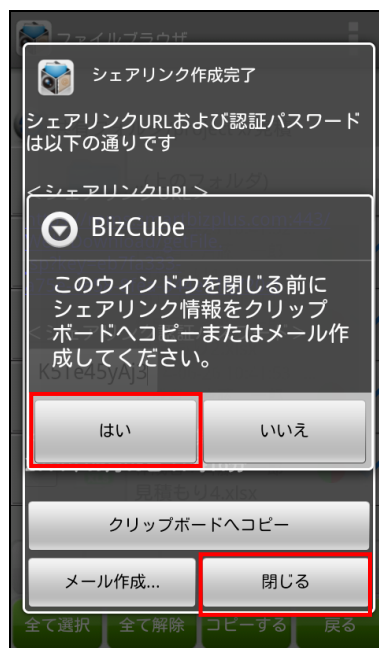 ファイルブラウザ
シェアリンク作成完了
シェアリンクURLおよび認証パスワード
は以下の通りです
<シェアリンクURL>
BizCube
このウィンドウを閉じる前に
シェアリンク情報をクリップ
ボードへコピーまたはメール作
成してください。
はい
いいえ
見積もり4.xlsx
クリップボードへコピー
メール作成...
閉じる
全て選択
全て解除
コピーする
戻る